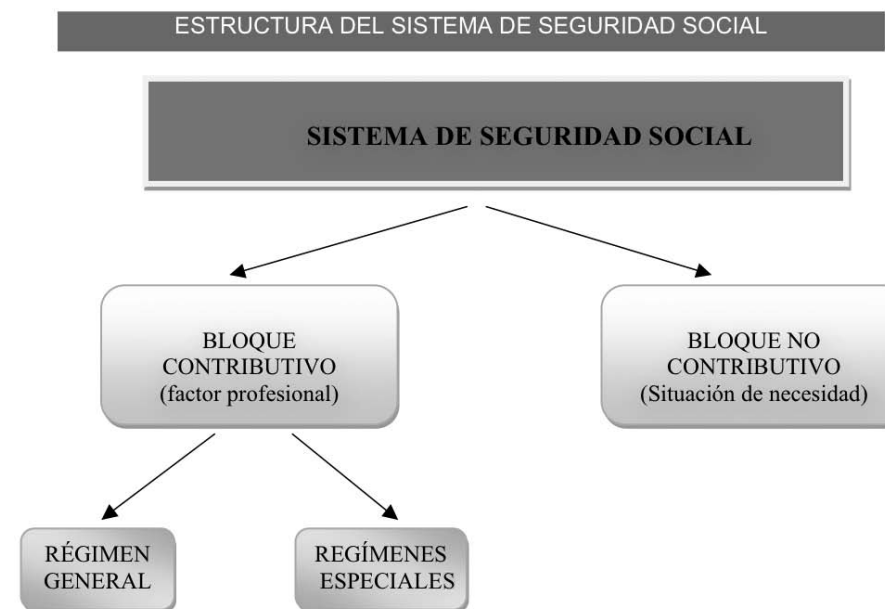 ESTRUCTURA DEL SISTEMA DE SEGURIDAD SOCIAL
SISTEMA DE SEGURIDAD SOCIAL
BLOQUE
CONTRIBUTIVO
(factor profesional)
BLOQUE NO
CONTRIBUTIVO
(Situación de necesidad)
RÉGIMEN
GENERAL
REGÍMENES
ESPECIALES